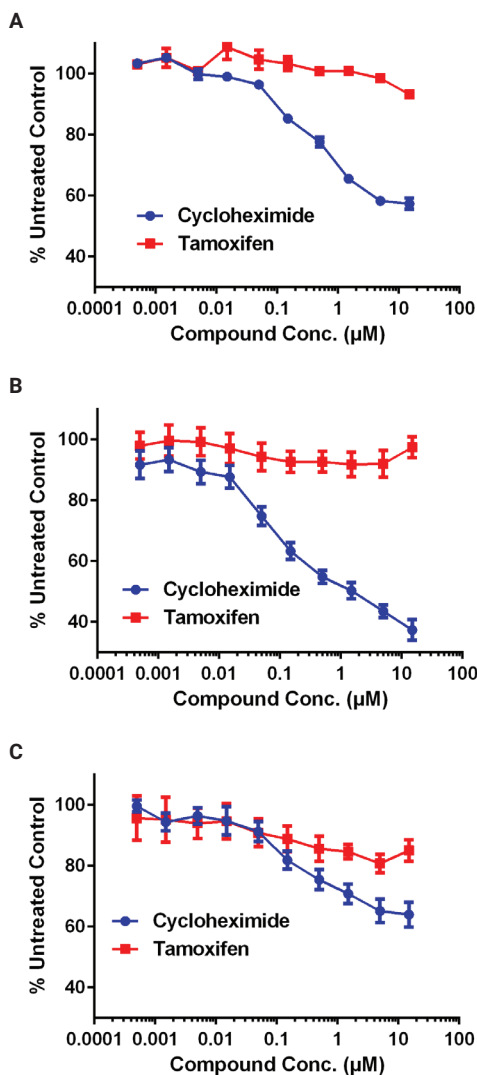 A
% Untreated Control
100
80
60
40
Cycloheximide
Tamoxifen
0.0001 0.001 0.01 0.1 1 10 100
Compound Conc. (µM)
B
% Untreated Control
100
80
60
40
Cycloheximide
Tamoxifen
0.0001 0.001 0.01 0.1 1 10 100
Compound Conc. (µM)
C
% Untreated Control
100
80
60
40
Cycloheximide
Tamoxifen
0.0001 0.001 0.01 0.1 1 10 100
Compound Conc. (µM)